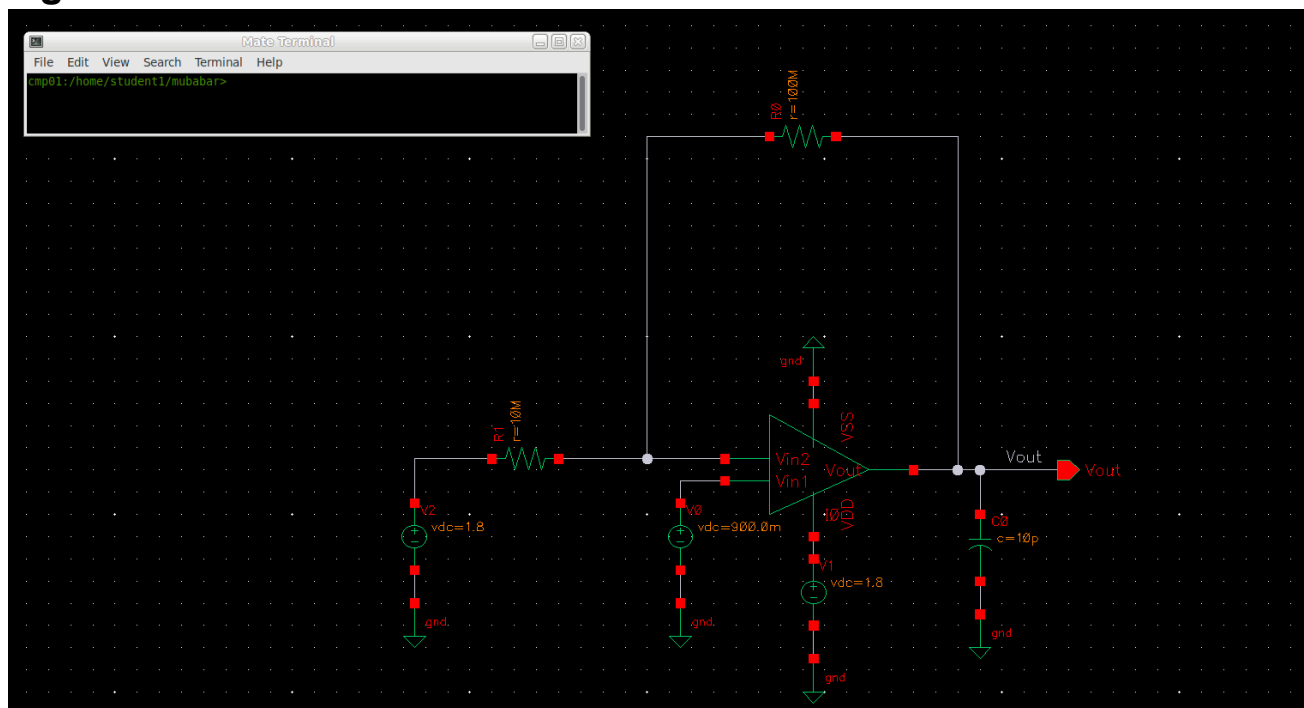 Mate Terminal
File Edit View Search Terminal Help
cmp01:/home/student1/mubabar>
R0
r=100M
gnd
VSS
R1
r=10M
Vin2
Vin1
Vout
Vout
Vout
I0
VDD
V2
vdc=1.8
V0
vdc=900.0m
C0
c=10p
V1
vdc=1.8
gnd
gnd
gnd
gnd